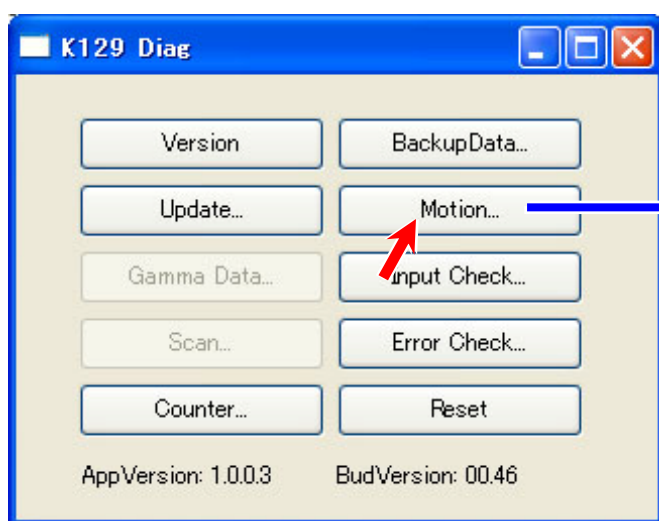 K129 Diag
Version
BackupData...
Update...
Motion...
Gamma Data...
Input Check...
Scan...
Error Check...
Counter...
Reset
AppVersion: 1.0.0.3
BudVersion: 00.46